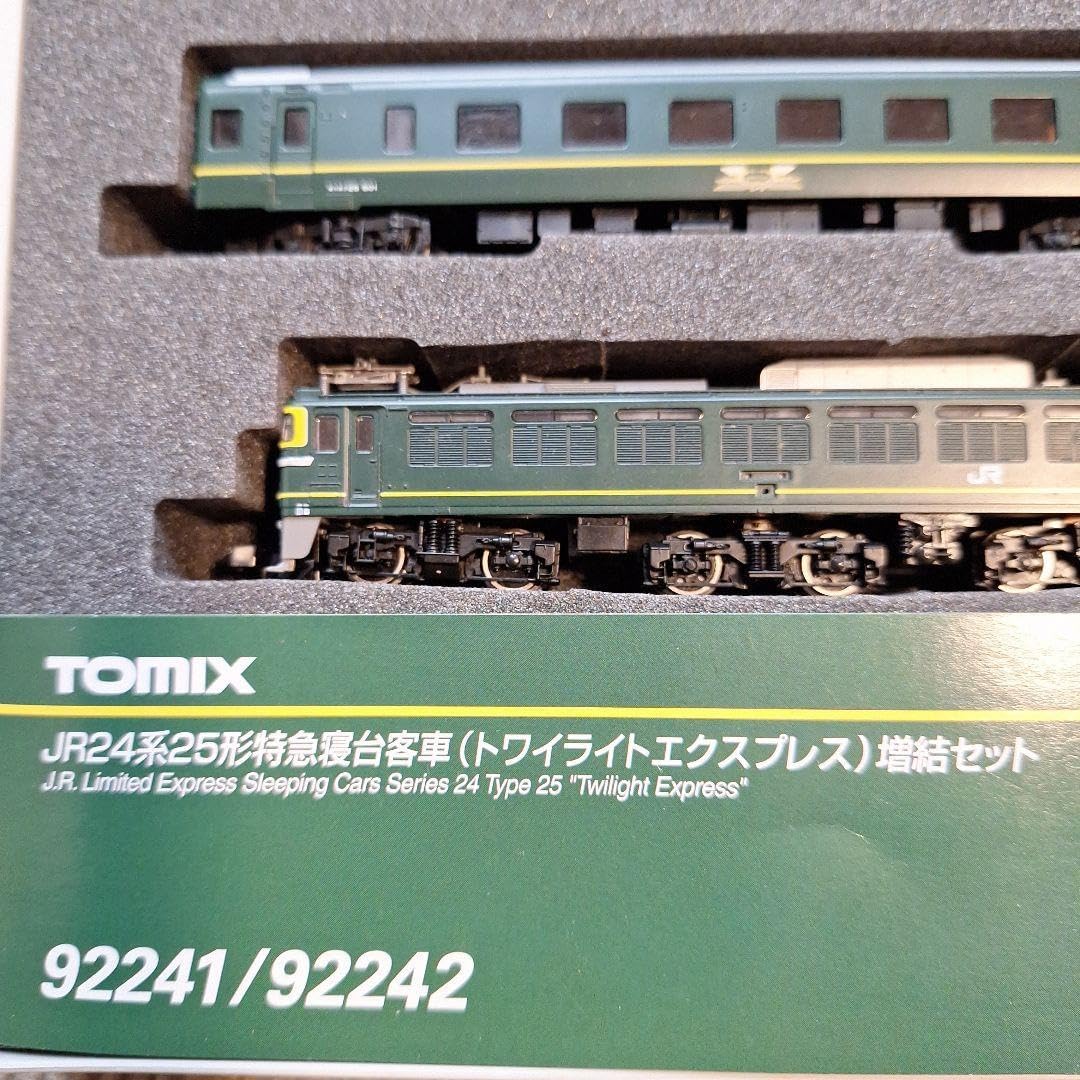 JR
TOMIX
JR24系25形特急寝台客車(トワイライトエクスプレス)増結セット
J.R. Limited Express Sleeping Cars Series 24 Type 25 "Twilight Express"
92241/92242